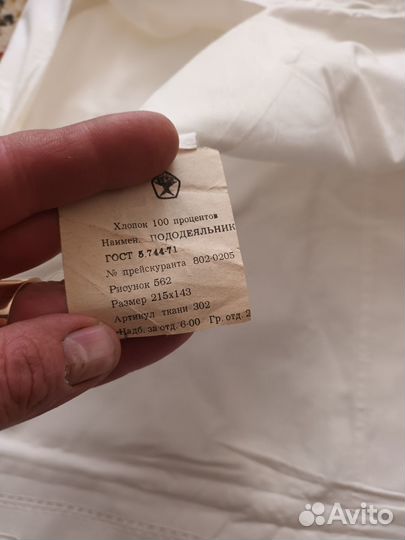 Хлопок 100 процентов
Наимен. ПОДОДЕЯЛЬНИК
ГОСТ 5.744-71
№ прейскуранта 802-0205
Рисунок 562
Размер 215х143
Артикул ткани 302
Надб. за отд. 6-00 Гр. отд. 2
Avito